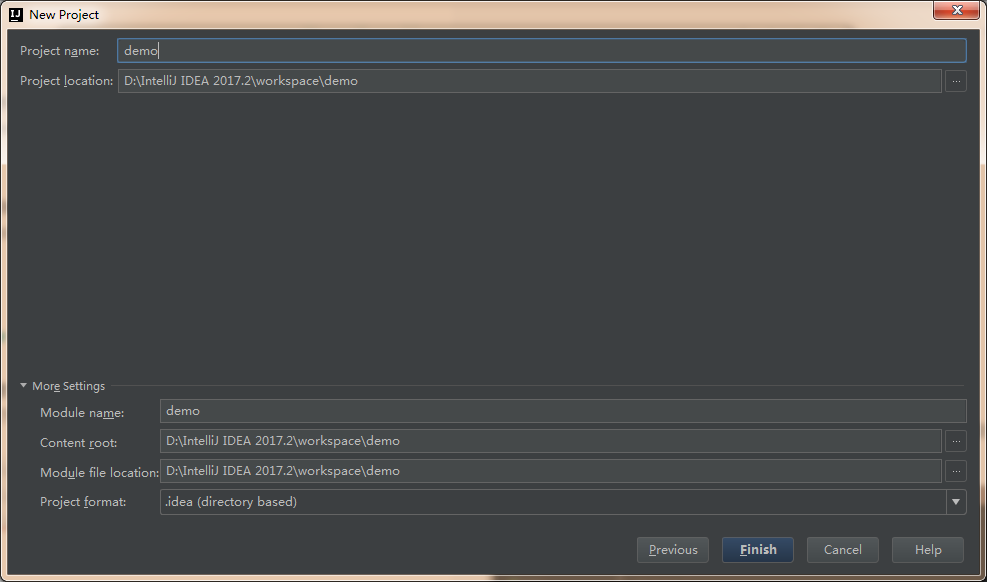 IJ New Project
Project name: demo
Project location: D:\IntelliJ IDEA 2017.2\workspace\demo ...
More Settings
Module name: demo
Content root: D:\IntelliJ IDEA 2017.2\workspace\demo ...
Module file location: D:\IntelliJ IDEA 2017.2\workspace\demo ...
Project format: .idea (directory based)
Previous Finish Cancel Help